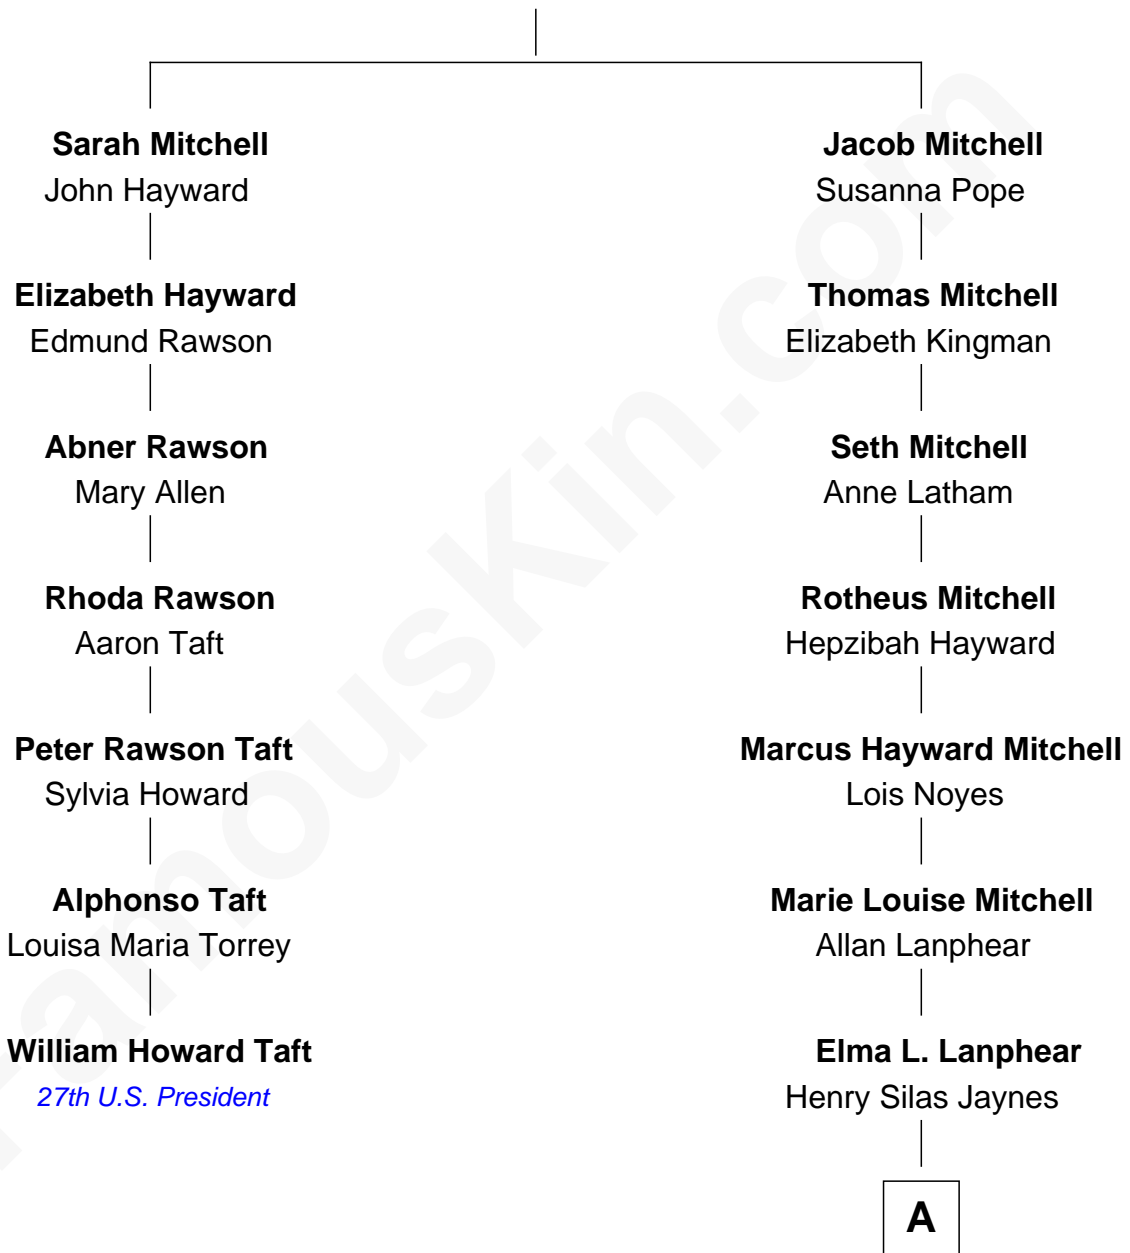 Sarah Mitchell
John Hayward
Elizabeth Hayward
Edmund Rawson
Abner Rawson
Mary Allen
Rhoda Rawson
Aaron Taft
Peter Rawson Taft
Sylvia Howard
Alphonso Taft
Louisa Maria Torrey
William Howard Taft
27th U.S. President
Jacob Mitchell
Susanna Pope
Thomas Mitchell
Elizabeth Kingman
Seth Mitchell
Anne Latham
Rotheus Mitchell
Hepzibah Hayward
Marcus Hayward Mitchell
Lois Noyes
Marie Louise Mitchell
Allan Lanphear
Elma L. Lanphear
Henry Silas Jaynes
A
FamousKin.com